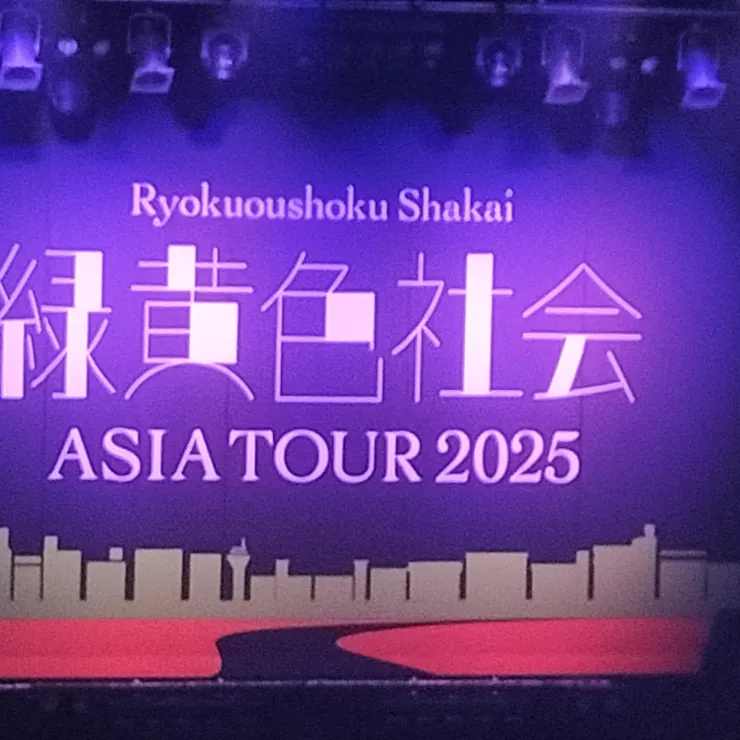 Ryokuoushoku Shakai
緑黄色社会
ASIA TOUR 2025